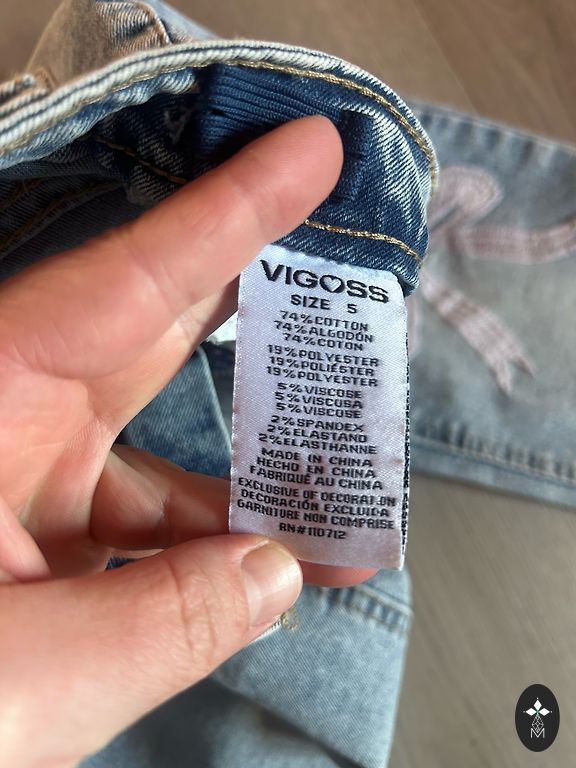 VIGOSS
SIZE 5
74% COTTON
74% ALGODÓN
74% COTON
19% POLYESTER
19% POLIÉSTER
19% POLYESTER
5% VISCOSE
5% VISCOSA
5% VISCOSE
2% SPANDEX
2% ELASTANO
2% ELASTHANNE
MADE IN CHINA
HECHO EN CHINA
FABRIQUÉ AU CHINA
EXCLUSIVE OF DECORATION
DECORACIÓN EXCLUIDA
GARNITURE NON COMPRISE
RN# 110712
M